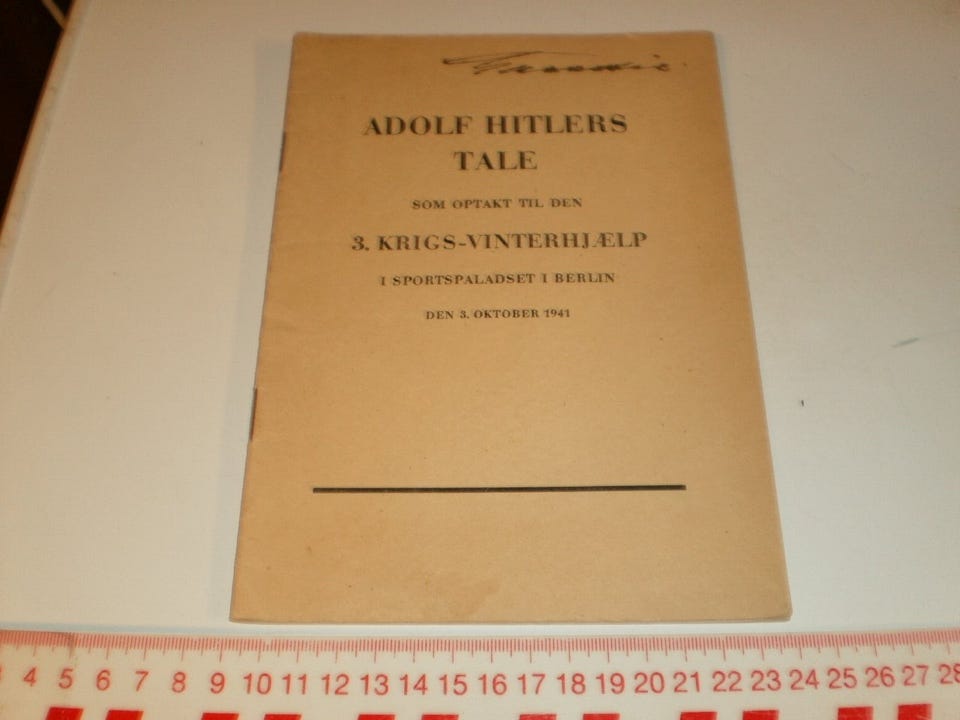 ADOLF HITLERS
TALE
SOM OPTAKT TIL DEN
3. KRIGS-VINTERHJÆLP
I SPORTSPALADSET I BERLIN
DEN 3. OKTOBER 1941
4 5 6 7 8 9 10 11 12 13 14 15 16 17 18 19 20 21 22 23 24 25 26 27 28